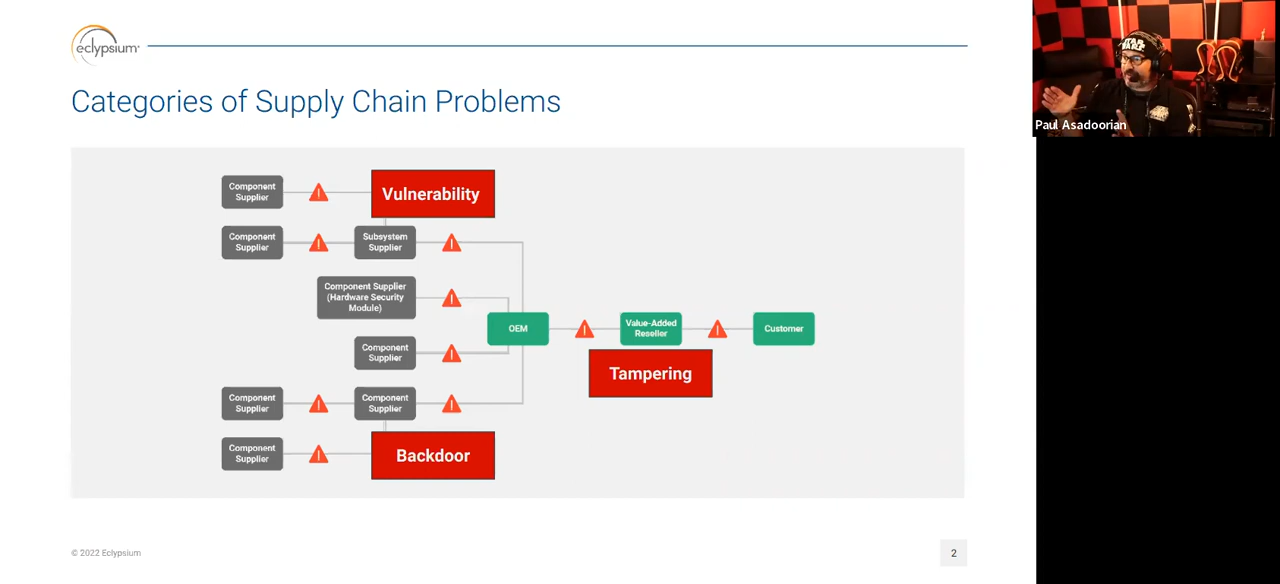 eclypsium
Categories of Supply Chain Problems
Component
Supplier
Vulnerability
Component
Supplier
Subsystem
Supplier
Component Supplier
(Hardware Security
Module)
OEM
Value-Added
Reseller
Customer
Component
Supplier
Tampering
Component
Supplier
Component
Supplier
Component
Supplier
Backdoor
© 2022 Eclypsium
2
STAR
WARS
Paul Asadoorian